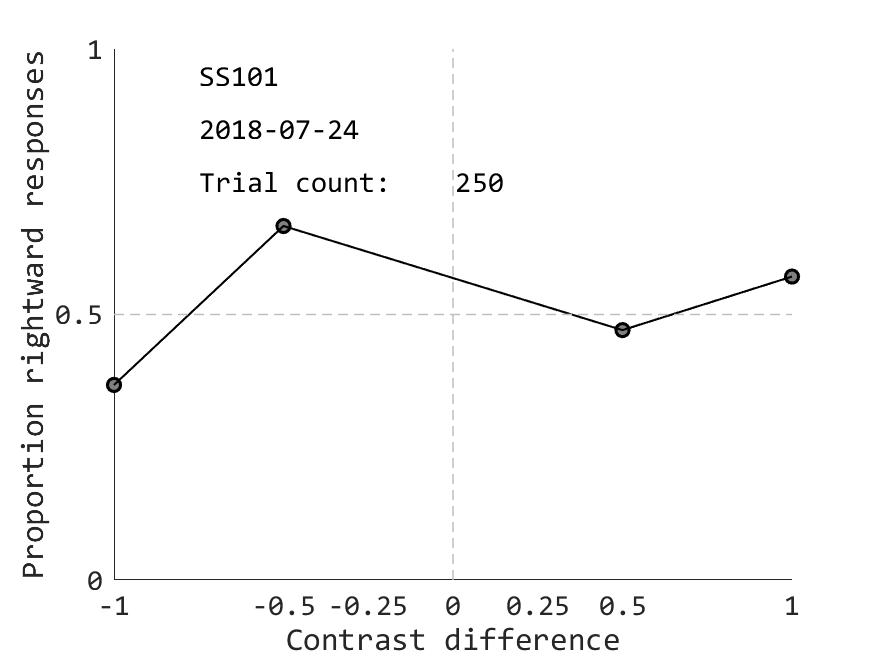 Proportion rightward responses
1
0.5
0
SS101
2018-07-24
Trial count: 250
-1 -0.5 -0.25 0 0.25 0.5 1
Contrast difference